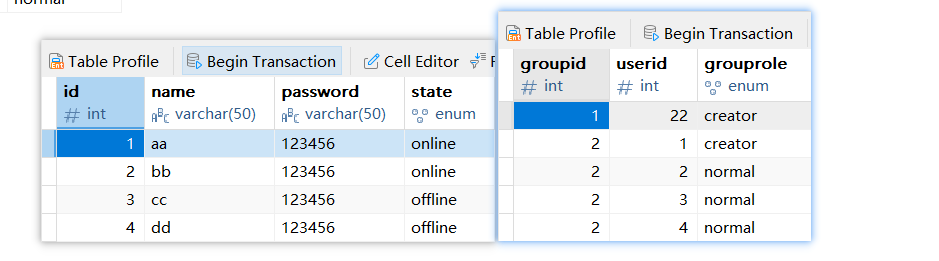 normal
Table Profile Begin Transaction Cell Editor
id name password state
# int ABC varchar(50) ABC varchar(50) enum
1 aa 123456 online
2 bb 123456 online
3 cc 123456 offline
4 dd 123456 offline
Table Profile Begin Transaction
groupid userid grouprole
# int # int enum
1 22 creator
2 1 creator
2 2 normal
2 3 normal
2 4 normal